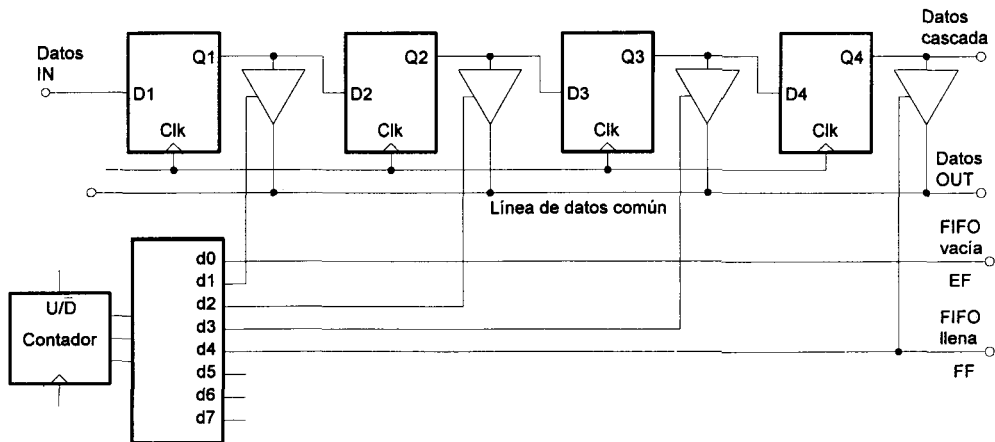 Datos
IN
Q1
D1
Clk
Q2
D2
Clk
Q3
D3
Clk
Q4
D4
Clk
Datos
cascada
Datos
OUT
Línea de datos común
FIFO
vacía
EF
FIFO
llena
FF
U/D̅
Contador
d0
d1
d2
d3
d4
d5
d6
d7